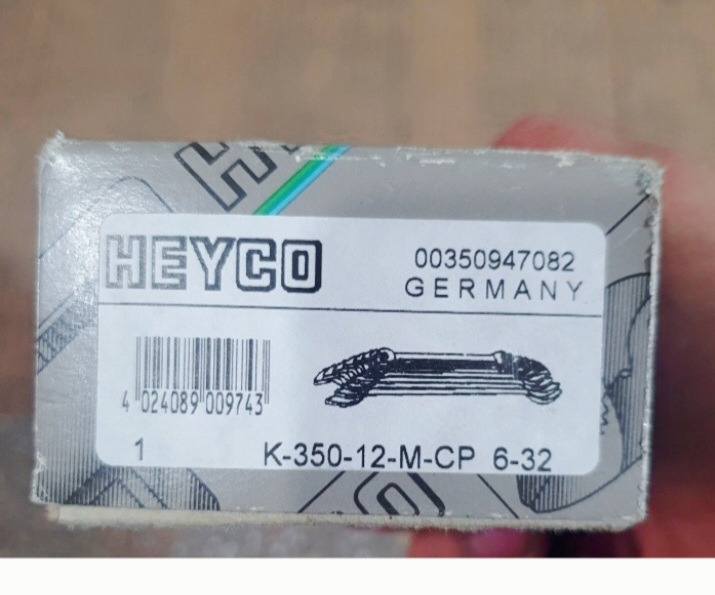 HEYCO
00350947082
GERMANY
4 024089 009743
1
K-350-12-M-CP 6-32